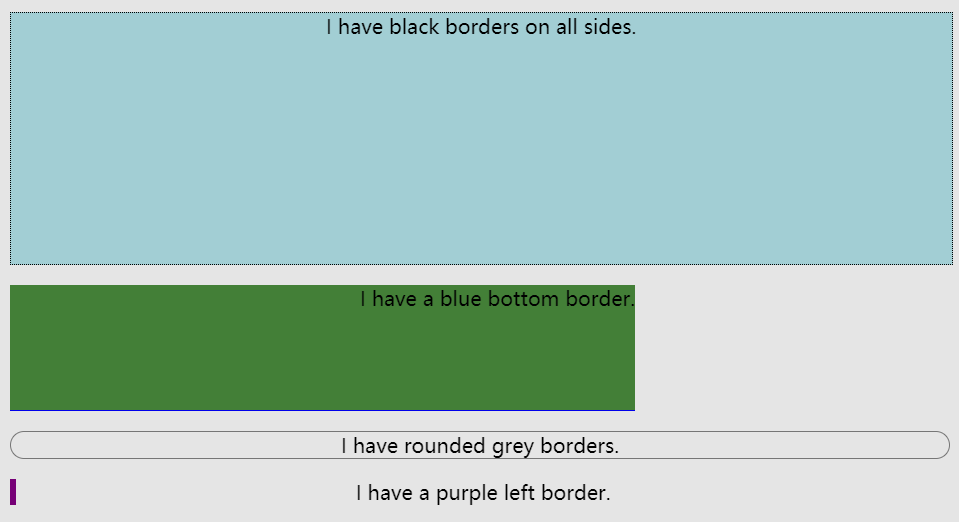 I have black borders on all sides.
I have a blue bottom border.
I have rounded grey borders.
I have a purple left border.